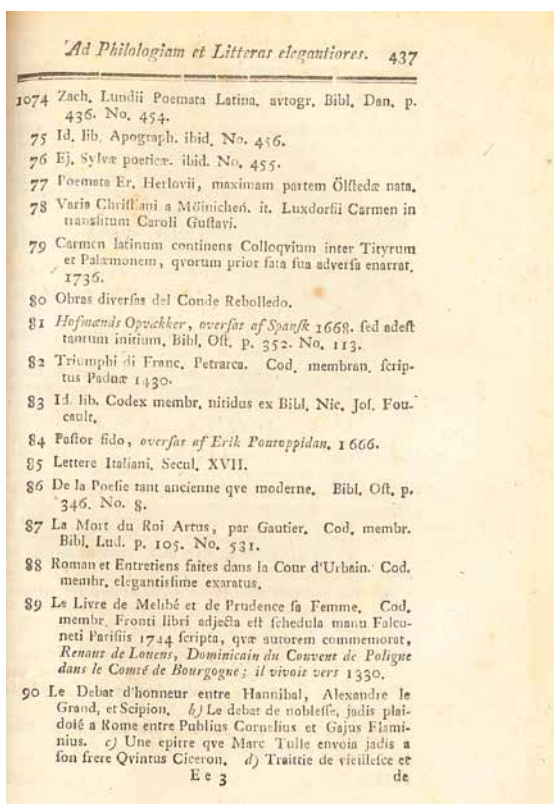 Ad Philologiam et Litteras elegantiores. 437
1074 Zach. Lundii Poemata Latina, avtogr. Bibl. Dan. p.
436. No. 454.
75 Id. lib. Apograph. ibid. No. 456.
76 Ej. Sylvæ poeticæ. ibid. No. 455.
77 Poemata Er. Herlovii, maximam partem Ölſtedæ nata.
78 Varia Chriſtiani a Möinichen. it. Luxdorfii Carmen in
tranſitum Caroli Guſtavi.
79 Carmen latinum continens Colloqvium inter Tityrum
et Palæmonem, qvorum prior fata ſua adverſa enarrat.
1736.
80 Obras diverſas del Conde Rebolledo.
81 Hofmænds Opvækker, overſat af Spanſk 1668. ſed adeſt
tantum initium. Bibl. Oſt. p. 352. No. 113.
82 Triumphi di Franc. Petrarca. Cod. membran. ſcrip-
tus Paduæ 1430.
83 Id. lib. Codex membr. nitidus ex Bibl. Nic. Joſ. Fou-
cault.
84 Paſtor fido, overſat af Erik Pontoppidan. 1666.
85 Lettere Italiani. Secul. XVII.
86 De la Poeſie tant ancienne qve moderne. Bibl. Oſt. p.
346. No. 8.
87 La Mort du Roi Artus, par Gautier. Cod. membr.
Bibl. Lud. p. 105. No. 531.
88 Roman et Entretiens faites dans la Cour d'Urbain. Cod.
membr. elegantiſſime exaratus.
89 Le Livre de Melibé et de Prudence ſa Femme. Cod.
membr. Fronti libri adjecta eſt ſchedula manu Falco-
neti Pariſiis 1744 ſcripta, qvæ autorem commemorat,
Renaut de Louens, Dominicain du Couvent de Poligne
dans le Comté de Bourgogne; il vivoit vers 1330.
90 Le Debat d'honneur entre Hannibal, Alexandre le
Grand, et Scipion. b) Le debat de nobleſſe, jadis plai-
doié a Rome entre Publius Cornelius et Gajus Flami-
nius. c) Une epitre qve Marc Tulle envoia jadis a
ſon frere Qvintus Ciceron. d) Traittie de vieilleſce et
E e 3 de